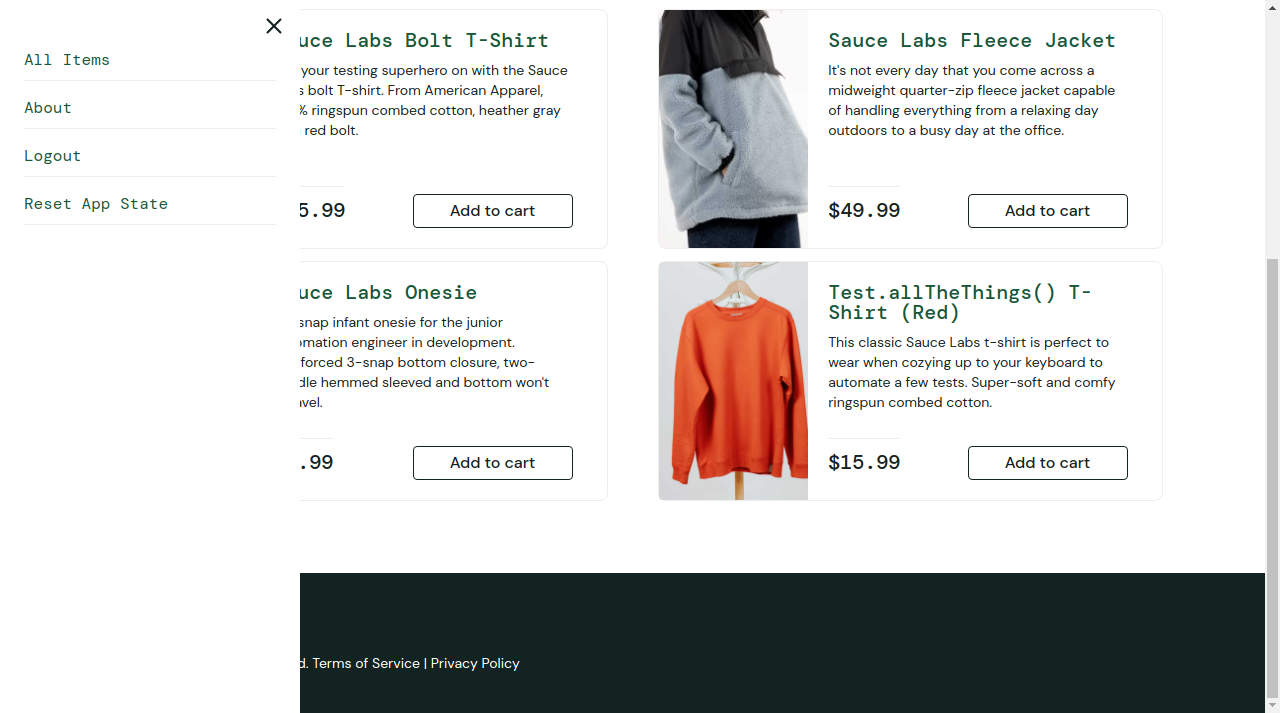 All Items
About
Logout
Reset App State
uce Labs Bolt T-Shirt
your testing superhero on with the Sauce
bolt T-shirt. From American Apparel,
% ringspun combed cotton, heather gray
red bolt.
5.99
Add to cart
Sauce Labs Fleece Jacket
It's not every day that you come across a
midweight quarter-zip fleece jacket capable
of handling everything from a relaxing day
outdoors to a busy day at the office.
$49.99
Add to cart
uce Labs Onesie
snap infant onesie for the junior
omation engineer in development.
forced 3-snap bottom closure, two-
dle hemmed sleeved and bottom won't
avel.
.99
Add to cart
Test.allTheThings() T-
Shirt (Red)
This classic Sauce Labs t-shirt is perfect to
wear when cozying up to your keyboard to
automate a few tests. Super-soft and comfy
ringspun combed cotton.
$15.99
Add to cart
d. Terms of Service | Privacy Policy